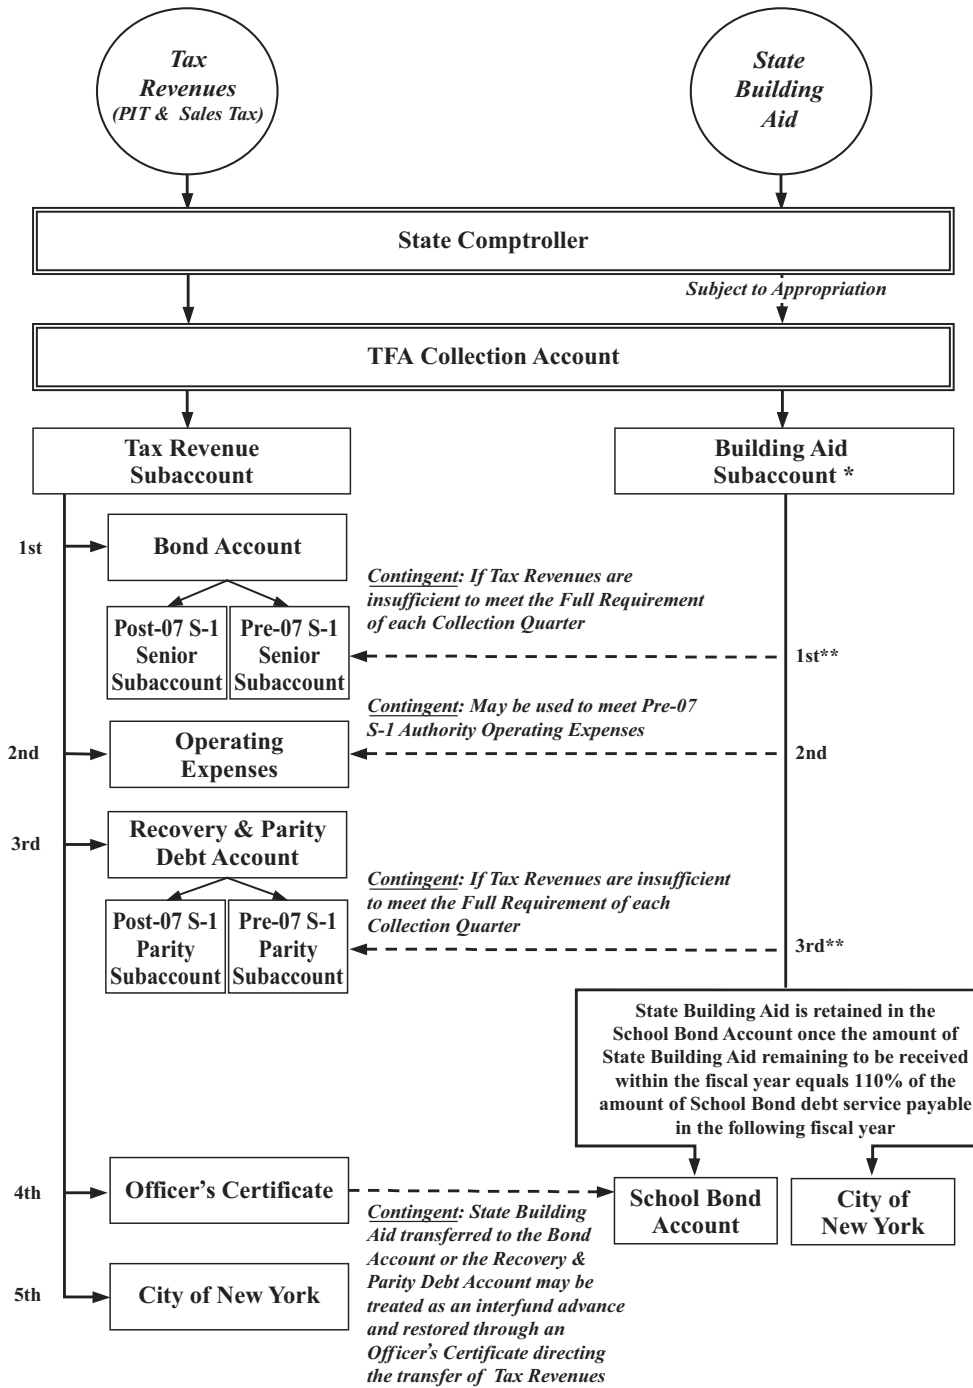 Tax
Revenues
(PIT & Sales Tax)
State
Building
Aid
State Comptroller
Subject to Appropriation
TFA Collection Account
Tax Revenue
Subaccount
Building Aid
Subaccount *
1st
Bond Account
Contingent: If Tax Revenues are
insufficient to meet the Full Requirement
of each Collection Quarter
Post-07 S-1
Senior
Subaccount
Pre-07 S-1
Senior
Subaccount
1st**
Contingent: May be used to meet Pre-07
S-1 Authority Operating Expenses
2nd
Operating
Expenses
2nd
3rd
Recovery & Parity
Debt Account
Contingent: If Tax Revenues are insufficient
to meet the Full Requirement of each
Collection Quarter
Post-07 S-1
Parity
Subaccount
Pre-07 S-1
Parity
Subaccount
3rd**
State Building Aid is retained in the
School Bond Account once the amount of
State Building Aid remaining to be received
within the fiscal year equals 110% of the
amount of School Bond debt service payable
in the following fiscal year
4th
Officer's Certificate
School Bond
Account
City of
New York
Contingent: State Building
Aid transferred to the Bond
Account or the Recovery &
Parity Debt Account may be
treated as an interfund advance
and restored through an
Officer's Certificate directing
the transfer of Tax Revenues
5th
City of New York